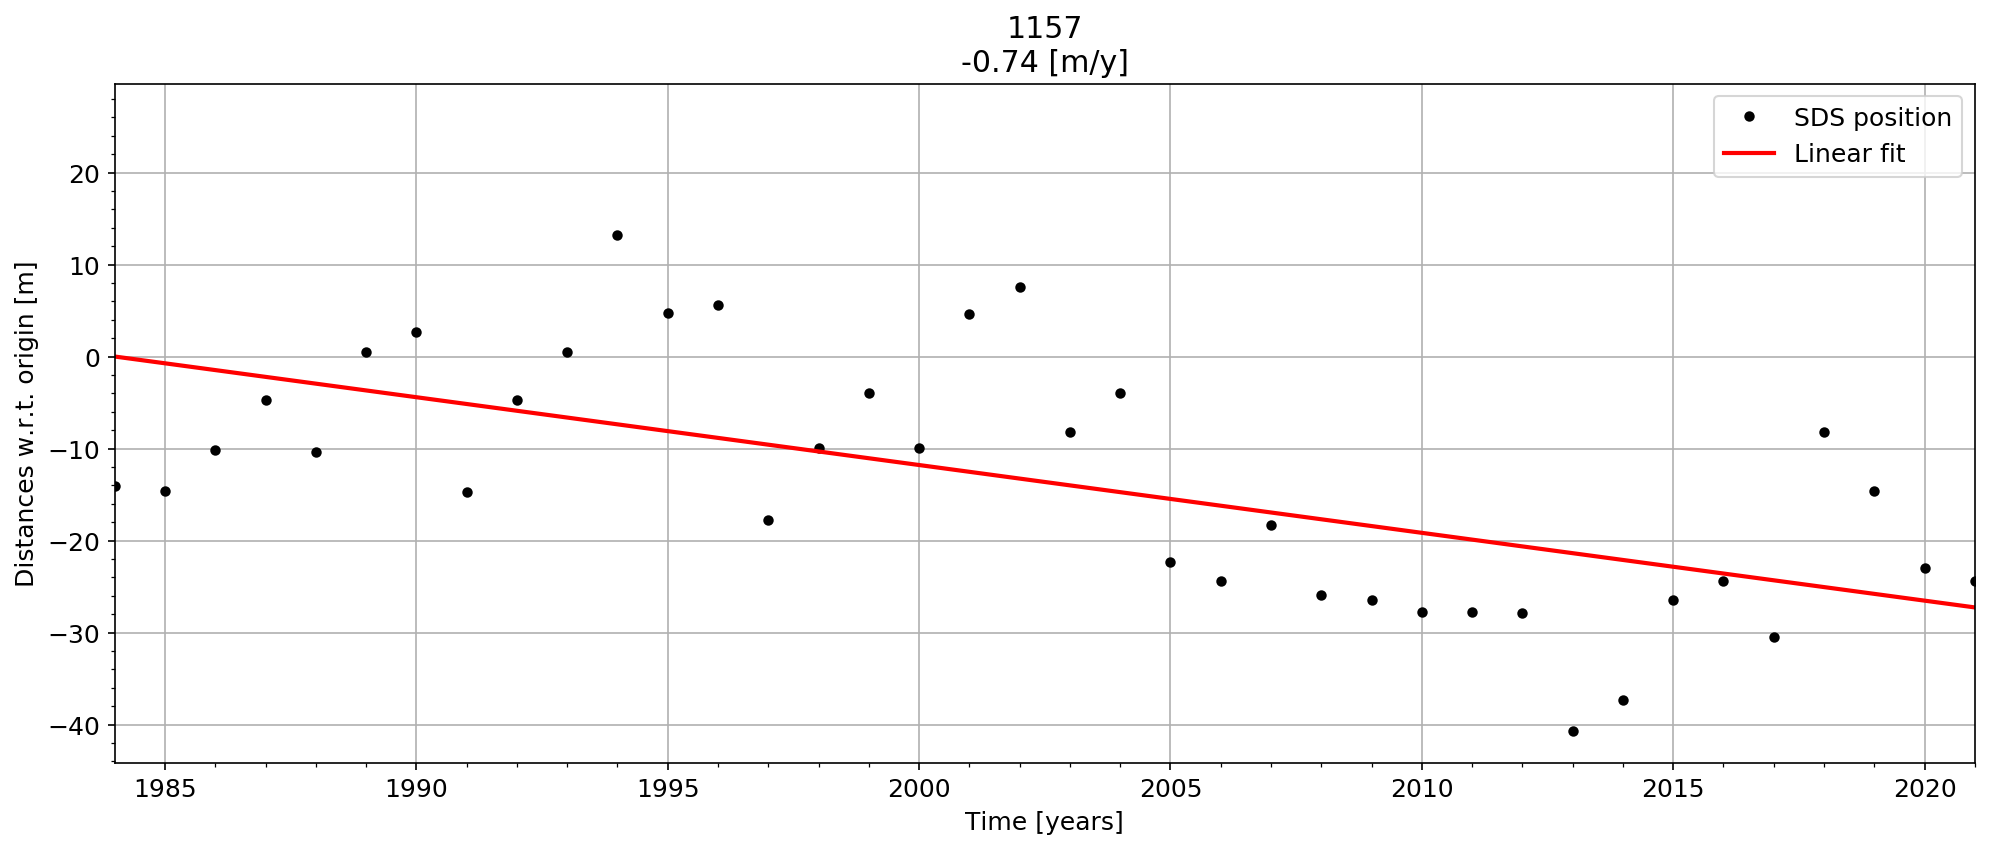 1157
-0.74 [m/y]
SDS position
Linear fit
Distances w.r.t. origin [m]
20
10
0
−10
−20
−30
−40
1985 1990 1995 2000 2005 2010 2015 2020
Time [years]